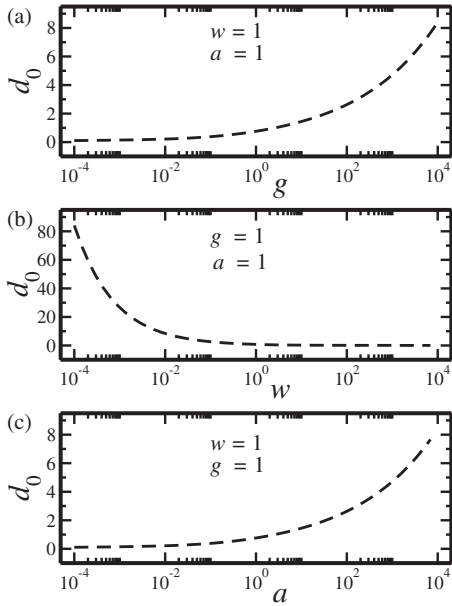 (a)
w = 1
a = 1
d₀
8
6
4
2
0
10⁻⁴ 10⁻² 10⁰ 10² 10⁴
g
(b)
g = 1
a = 1
d₀
80
60
40
20
0
10⁻⁴ 10⁻² 10⁰ 10² 10⁴
w
(c)
w = 1
g = 1
d₀
8
6
4
2
0
10⁻⁴ 10⁻² 10⁰ 10² 10⁴
a